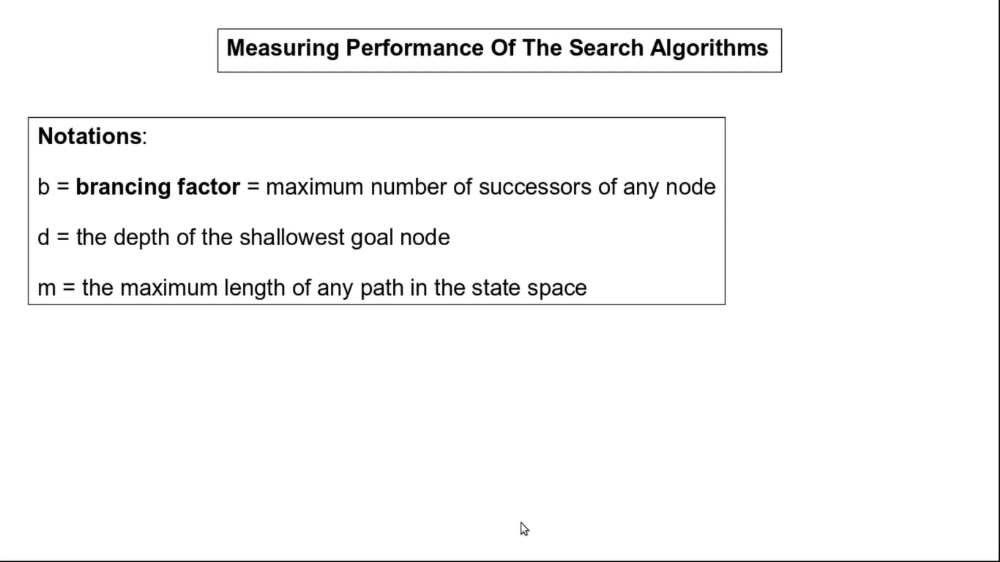 Measuring Performance Of The Search Algorithms
Notations:
b = brancing factor = maximum number of successors of any node
d = the depth of the shallowest goal node
m = the maximum length of any path in the state space